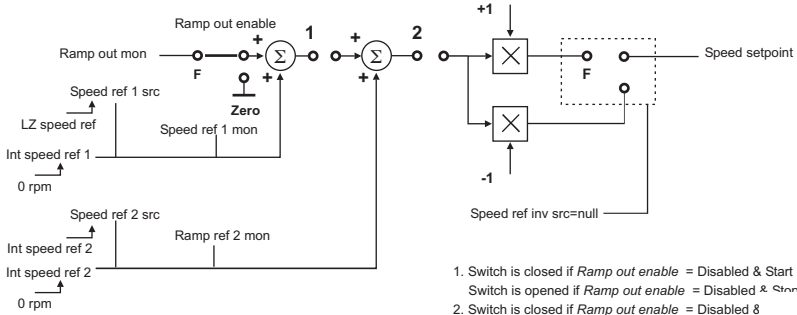 +1
Ramp out enable
1
2
+
+
Σ
+
+
Σ
Ramp out mon
F
Zero
F
Speed setpoint
Speed ref 1 src
LZ speed ref
Speed ref 1 mon
Int speed ref 1
0 rpm
-1
Speed ref inv src=null
Speed ref 2 src
Ramp ref 2 mon
Int speed ref 2
Int speed ref 2
0 rpm
1. Switch is closed if Ramp out enable = Disabled & Start
Switch is opened if Ramp out enable = Disabled & Stop
2. Switch is closed if Ramp out enable = Disabled &